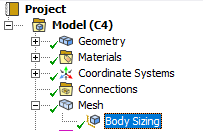 Project
Model (C4)
Geometry
Materials
Coordinate Systems
Connections
Mesh
Body Sizing